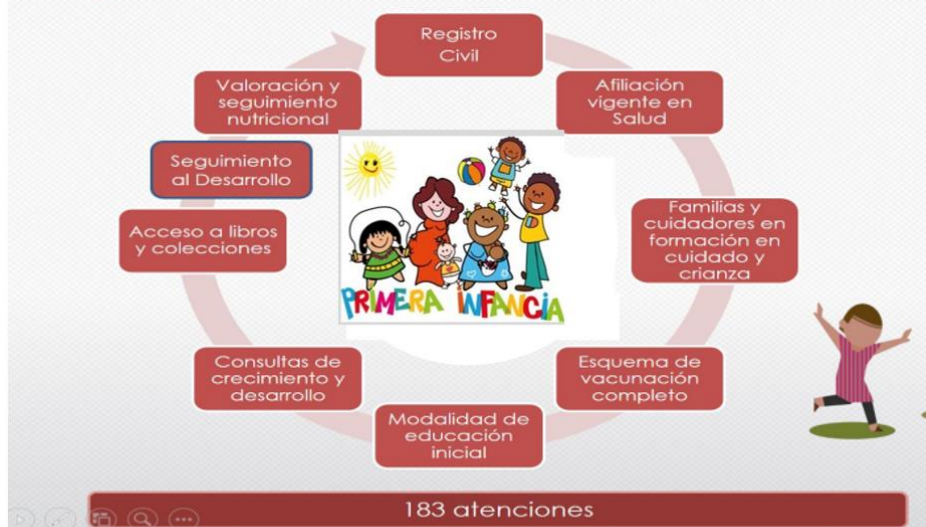 Registro
Civil
Afiliación
vigente en
Salud
Familias y
cuidadores en
formación en
cuidado y
crianza
Esquema de
vacunación
completo
Modalidad de
educación
inicial
Consultas de
crecimiento y
desarrollo
Acceso a libros
y colecciones
Seguimiento
al Desarrollo
Valoración y
seguimiento
nutricional
PRIMERA INFANCIA
183 atenciones